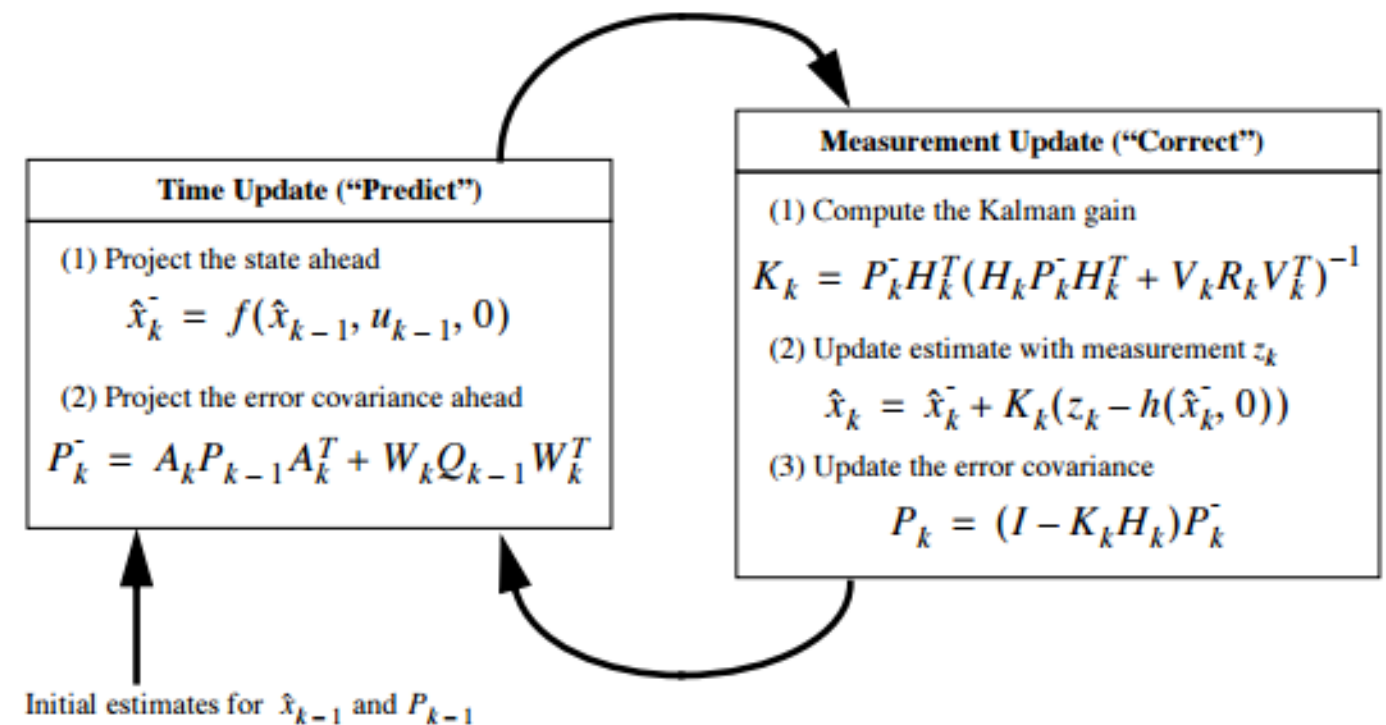 Time Update (“Predict”)
(1) Project the state ahead
x̂ₖ⁻ = f(x̂ₖ₋₁, uₖ₋₁, 0)
(2) Project the error covariance ahead
Pₖ⁻ = AₖPₖ₋₁Aₖᵀ + WₖQₖ₋₁Wₖᵀ
Initial estimates for x̂ₖ₋₁ and Pₖ₋₁
Measurement Update (“Correct”)
(1) Compute the Kalman gain
Kₖ = Pₖ⁻Hₖᵀ(HₖPₖ⁻Hₖᵀ + VₖRₖVₖᵀ)⁻¹
(2) Update estimate with measurement zₖ
x̂ₖ = x̂ₖ⁻ + Kₖ(zₖ – h(x̂ₖ⁻, 0))
(3) Update the error covariance
Pₖ = (I – KₖHₖ)Pₖ⁻